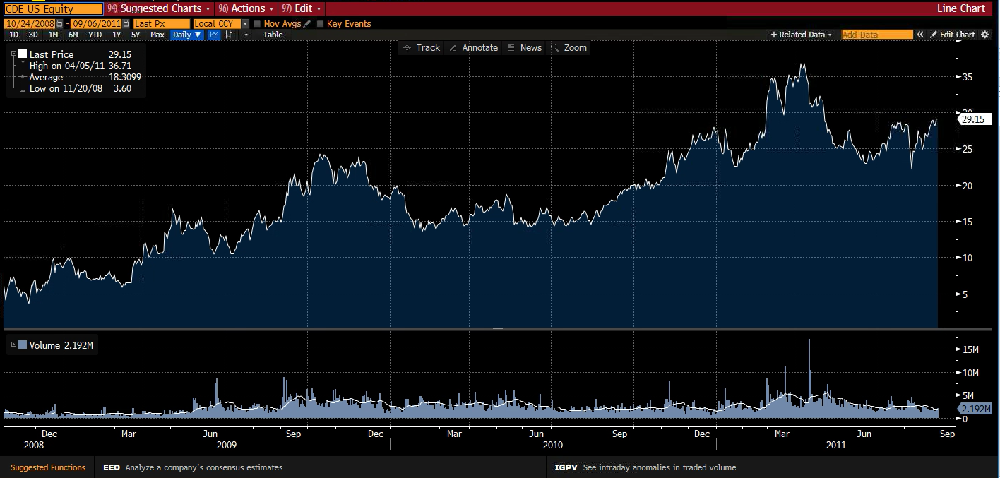 CDE US Equity 94) Suggested Charts 96) Actions 97) Edit Line Chart
10/24/2008 - 09/06/2011 Last Px Local CCY Mov Avgs Key Events
1D 3D 1M 6M YTD 1Y 5Y Max Daily Table + Related Data Add Data Edit Chart
Track Annotate News Zoom
Last Price 29.15
High on 04/05/11 36.71
Average 18.3099
Low on 11/20/08 3.60
35
30
29.15
25
20
15
10
5
Volume 2.192M
15M
10M
5M
2.192M
0
Dec Mar Jun Sep Dec Mar Jun Sep Dec Mar Jun Sep
2008 2009 2010 2011
Suggested Functions EEO Analyze a company's consensus estimates IGPV See intraday anomalies in traded volume